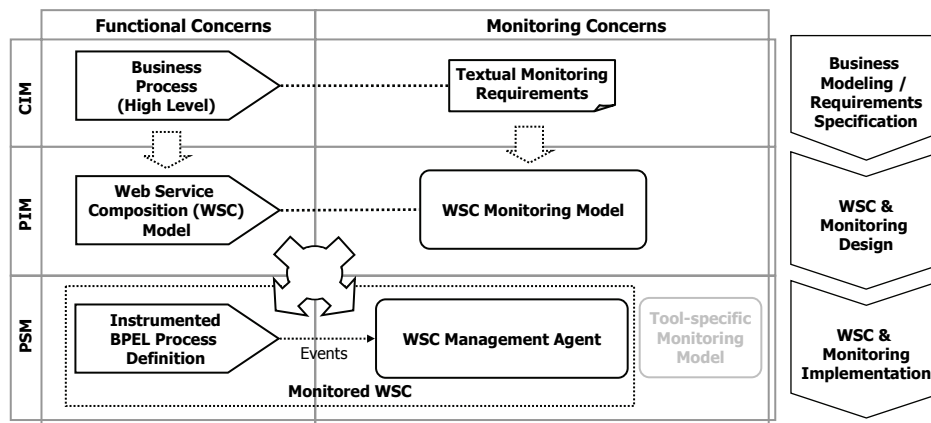 Functional Concerns
Monitoring Concerns
CIM
Business
Process
(High Level)
Textual Monitoring
Requirements
Business
Modeling /
Requirements
Specification
PIM
Web Service
Composition (WSC)
Model
WSC Monitoring Model
WSC &
Monitoring
Design
PSM
Instrumented
BPEL Process
Definition
Events
WSC Management Agent
Tool-specific
Monitoring
Model
Monitored WSC
WSC &
Monitoring
Implementation